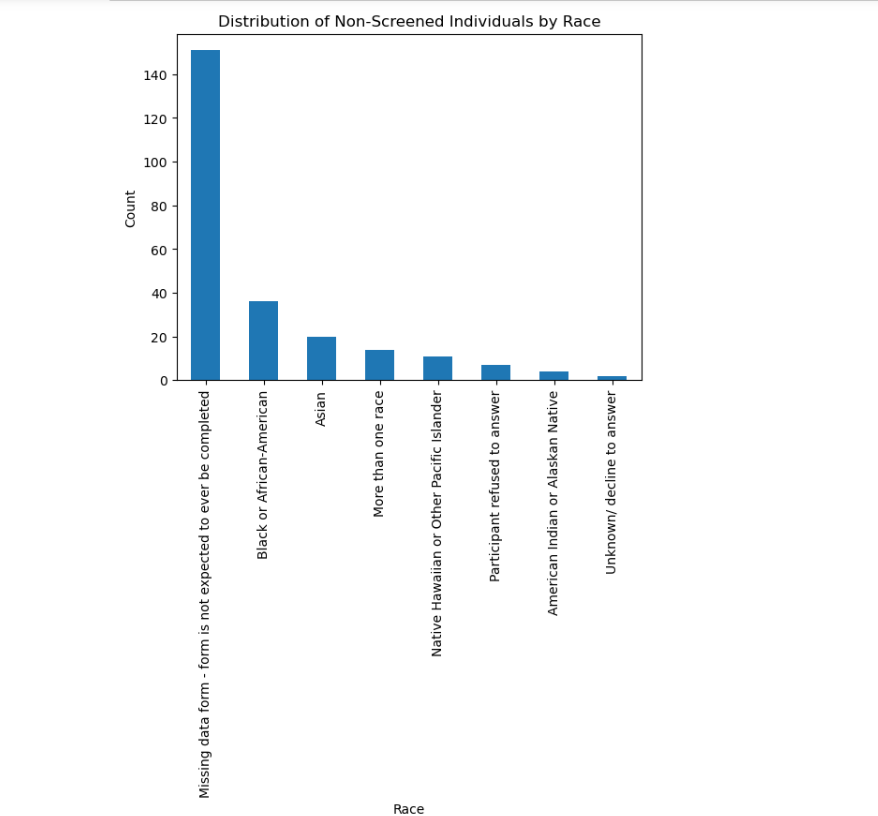 Distribution of Non-Screened Individuals by Race
Count
140
120
100
80
60
40
20
0
Missing data form - form is not expected to ever be completed
Black or African-American
Asian
More than one race
Native Hawaiian or Other Pacific Islander
Participant refused to answer
American Indian or Alaskan Native
Unknown/ decline to answer
Race